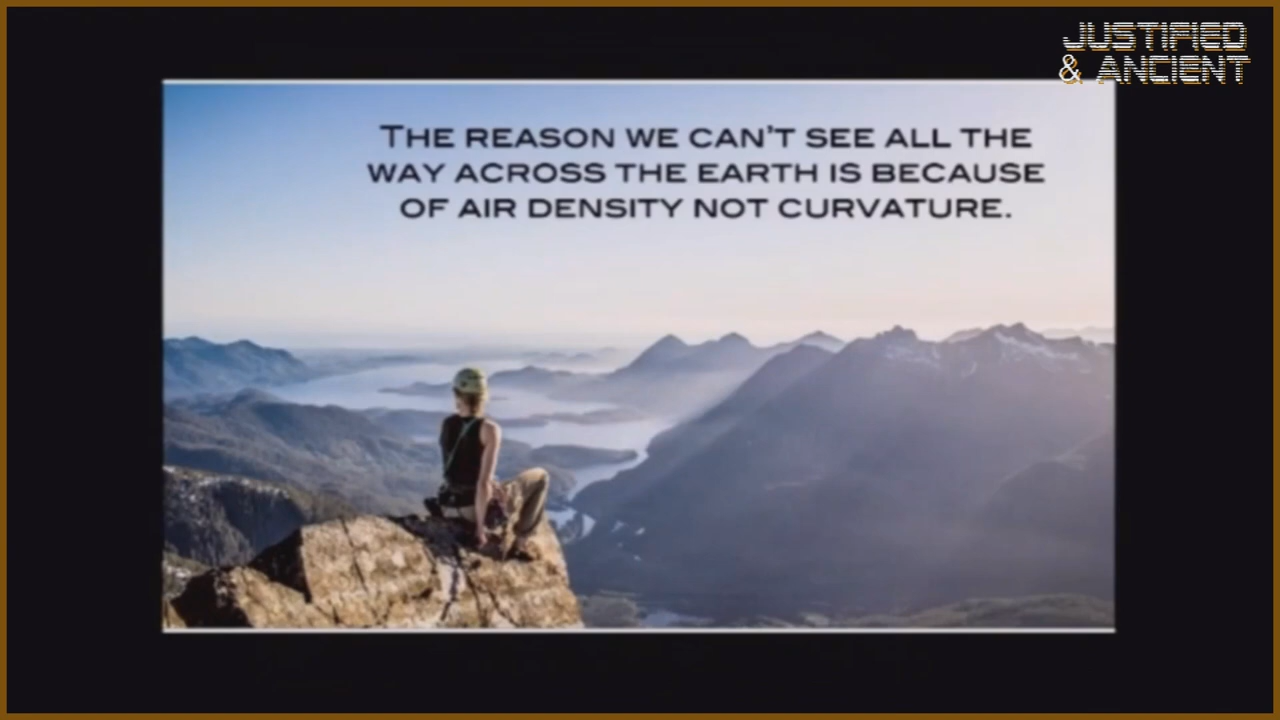 JUSTIFIED
& ANCIENT
THE REASON WE CAN'T SEE ALL THE
WAY ACROSS THE EARTH IS BECAUSE
OF AIR DENSITY NOT CURVATURE.